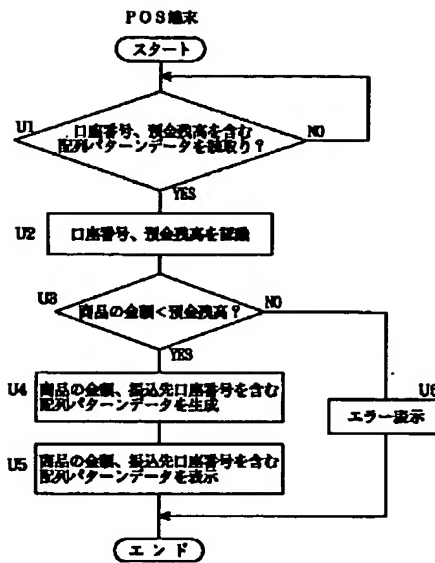 POS端末
スタート
U1
口座番号、預金残高を含む
配列パターンデータを読取り?
NO
YES
U2
口座番号、預金残高を認識
U3
商品の金額<預金残高?
NO
YES
U4
商品の金額、振込先口座番号を含む
配列パターンデータを生成
U6
エラー表示
U5
商品の金額、振込先口座番号を含む
配列パターンデータを表示
エンド